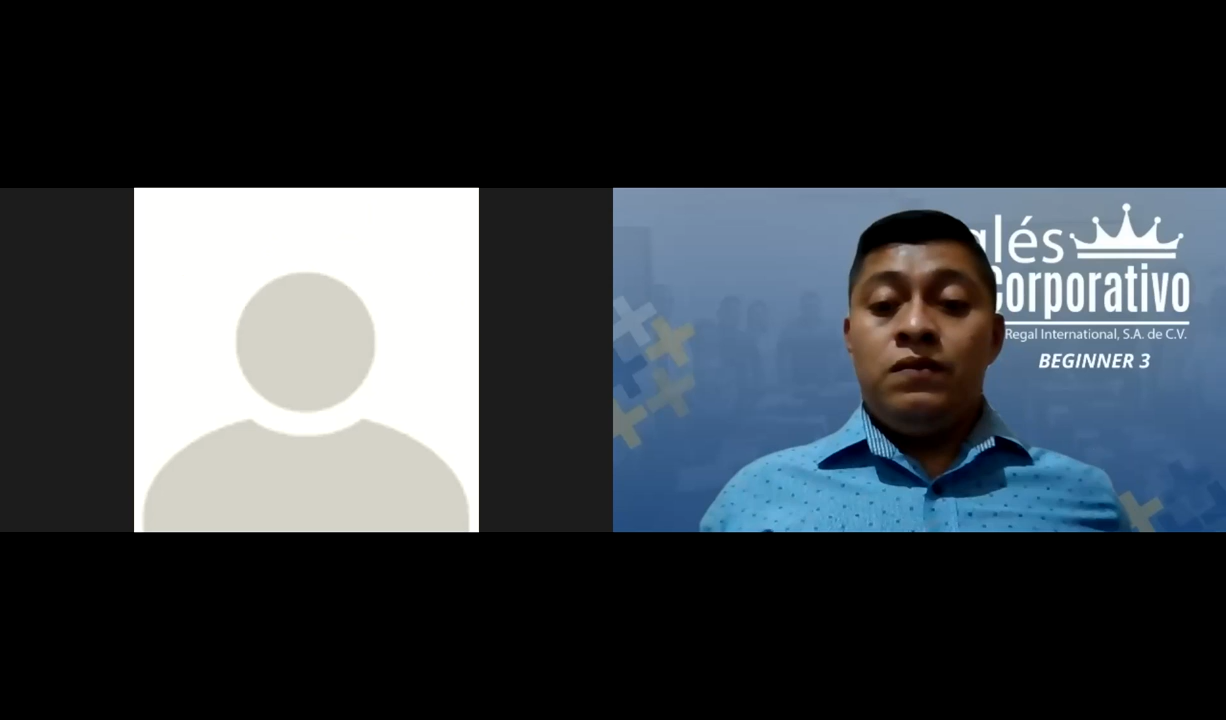 glés
Corporativo
Regal International, S.A. de C.V.
BEGINNER 3